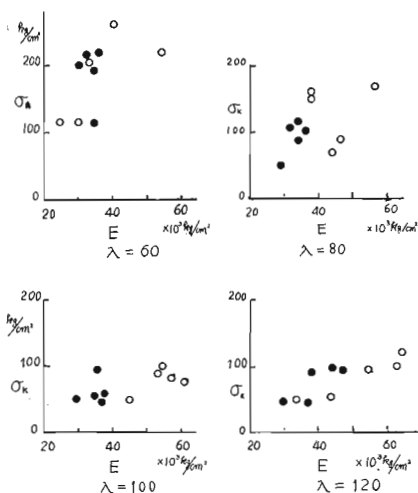 kg/cm²
200
σk
100
0
20 40 60
E ×10³kg/cm²
λ = 60
200
σk
100
0
20 40 60
E ×10³kg/cm²
λ = 80
kg/cm²
200
100
σk
0
20 40 60
E ×10³kg/cm²
λ = 100
200
100
σk
0
20 40 60
E ×10³kg/cm²
λ = 120